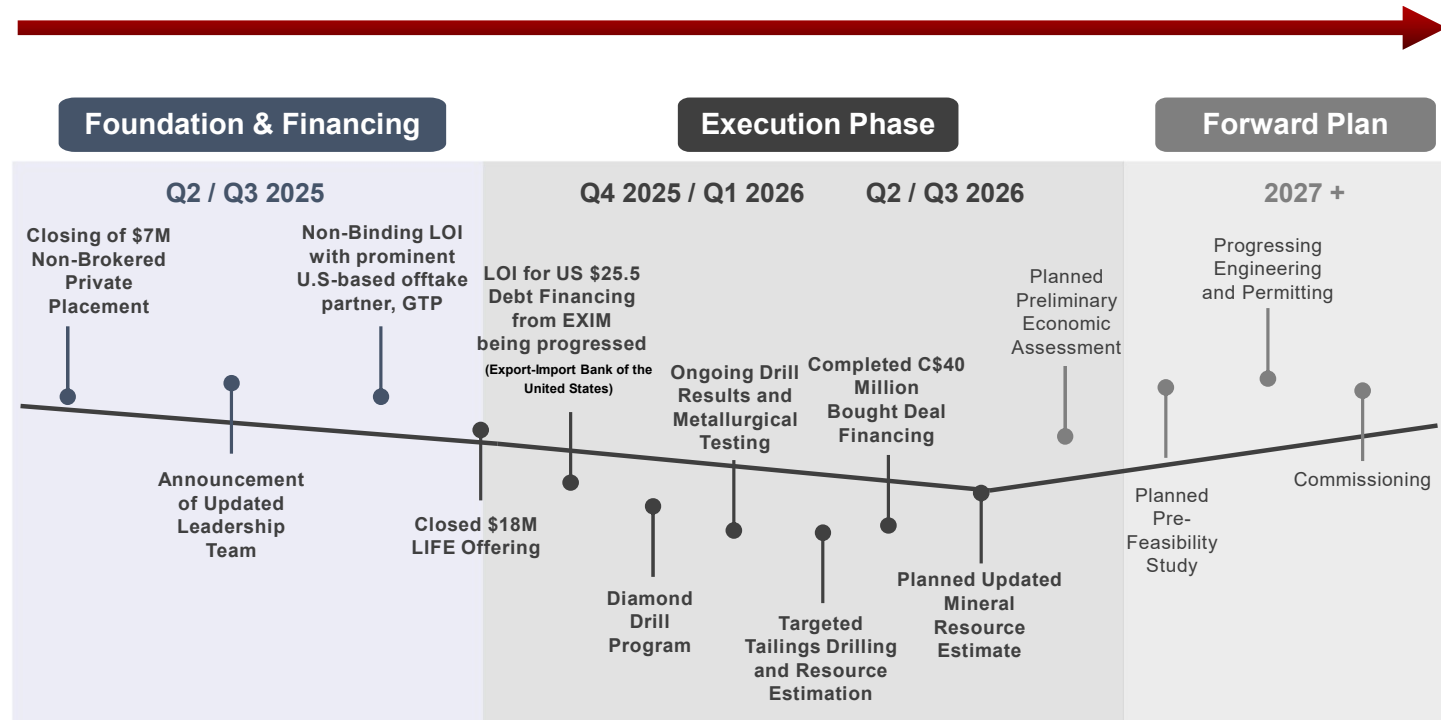 Foundation & Financing
Execution Phase
Forward Plan
Q2 / Q3 2025
Q4 2025 / Q1 2026
Q2 / Q3 2026
2027 +
Closing of $7M
Non-Brokered
Private
Placement
Announcement
of Updated
Leadership
Team
Non-Binding LOI
with prominent
U.S-based offtake
partner, GTP
Closed $18M
LIFE Offering
LOI for US $25.5
Debt Financing
from EXIM
being progressed
(Export-Import Bank of the
United States)
Diamond
Drill
Program
Ongoing Drill
Results and
Metallurgical
Testing
Targeted
Tailings Drilling
and Resource
Estimation
Completed C$40
Million
Bought Deal
Financing
Planned Updated
Mineral
Resource
Estimate
Planned
Preliminary
Economic
Assessment
Planned
Pre-
Feasibility
Study
Progressing
Engineering
and Permitting
Commissioning